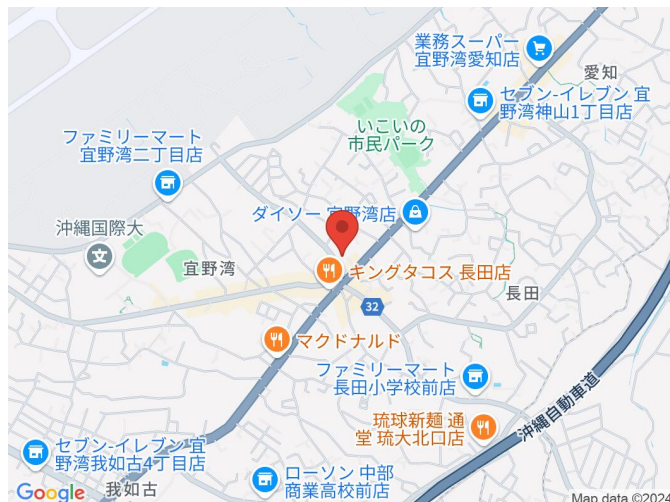 業務スーパー
宜野湾愛知店
愛知
セブン-イレブン 宜
野湾神山1丁目店
いこいの
市民パーク
ファミリーマート
宜野湾二丁目店
ダイソー 宜野湾店
沖縄国際大
宜野湾
キングタコス 長田店
長田
32
マクドナルド
ファミリーマート
長田小学校前店
沖縄自動車道
琉球新麺 通
堂 琉大北口店
セブン-イレブン 宜
野湾我如古4丁目店
ローソン 中部
商業高校前店
我如古
Google
Map data ©2024